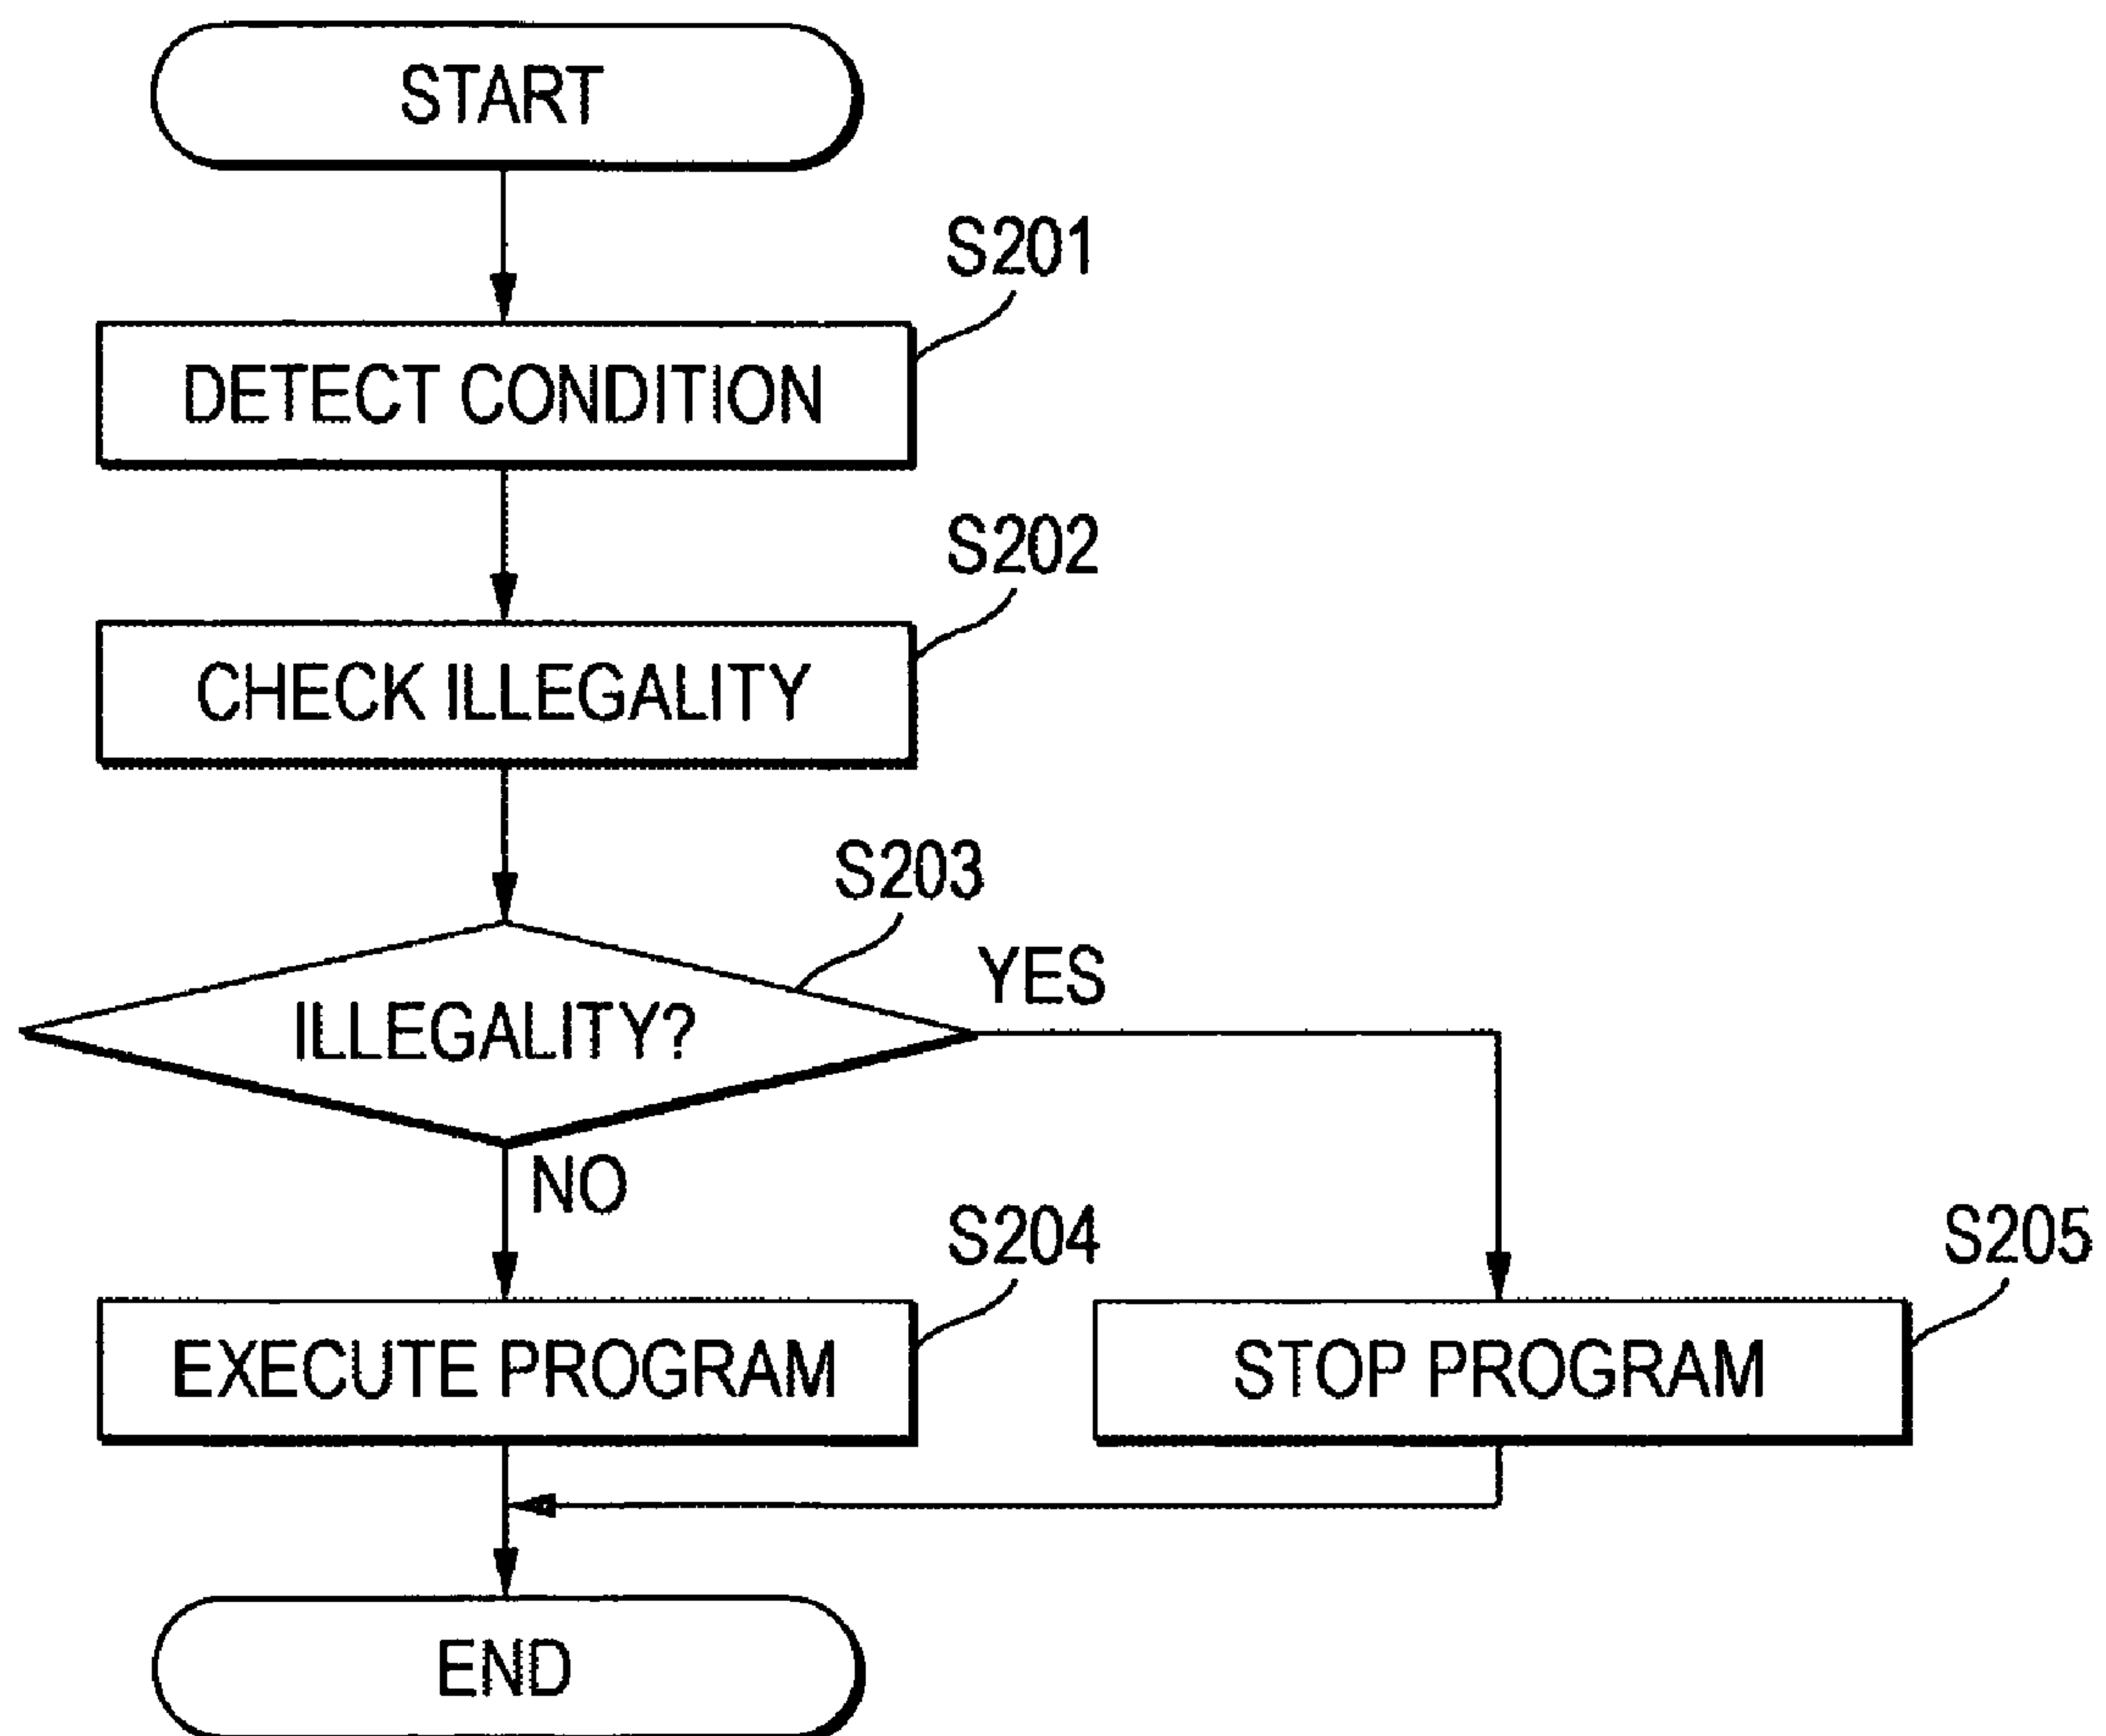 START
S201
DETECT CONDITION
S202
CHECK ILLEGALITY
S203
YES
ILLEGALITY?
NO
S204
S205
EXECUTE PROGRAM
STOP PROGRAM
END